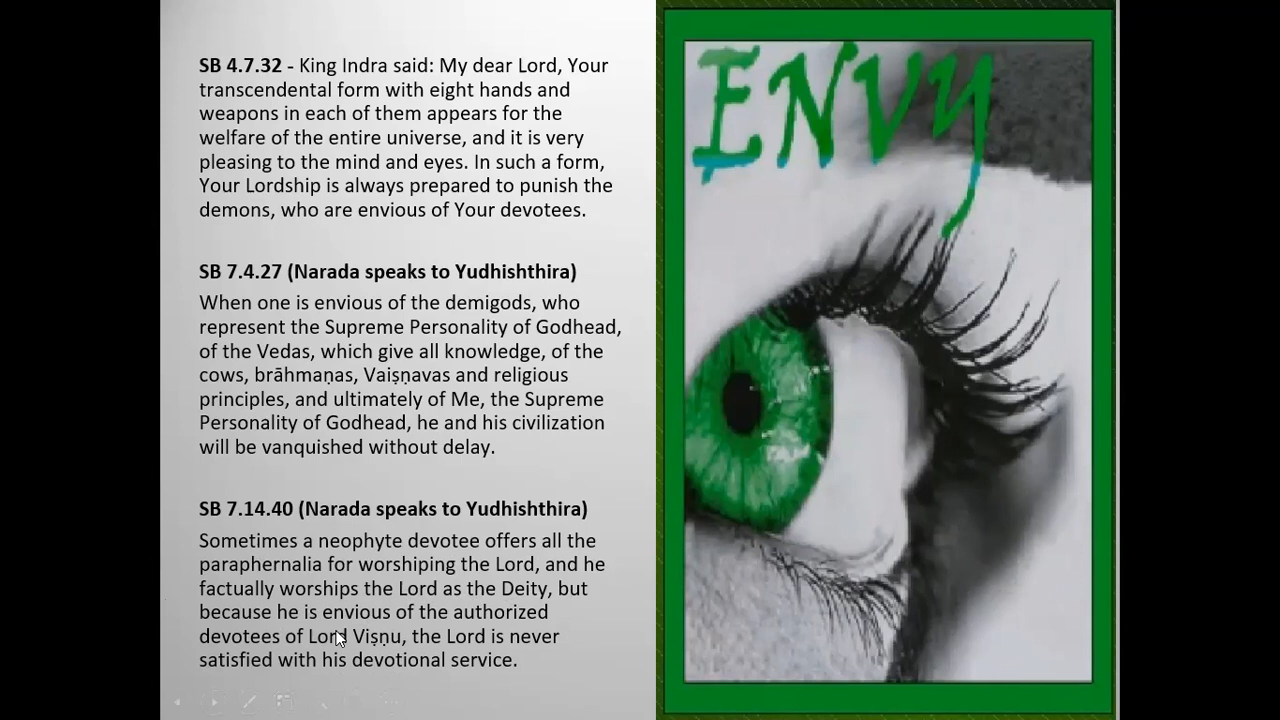 SB 4.7.32 - King Indra said: My dear Lord, Your
transcendental form with eight hands and
weapons in each of them appears for the
welfare of the entire universe, and it is very
pleasing to the mind and eyes. In such a form,
Your Lordship is always prepared to punish the
demons, who are envious of Your devotees.
SB 7.4.27 (Narada speaks to Yudhishthira)
When one is envious of the demigods, who
represent the Supreme Personality of Godhead,
of the Vedas, which give all knowledge, of the
cows, brāhmaṇas, Vaiṣṇavas and religious
principles, and ultimately of Me, the Supreme
Personality of Godhead, he and his civilization
will be vanquished without delay.
SB 7.14.40 (Narada speaks to Yudhishthira)
Sometimes a neophyte devotee offers all the
paraphernalia for worshiping the Lord, and he
factually worships the Lord as the Deity, but
because he is envious of the authorized
devotees of Lord Viṣṇu, the Lord is never
satisfied with his devotional service.
ENVY